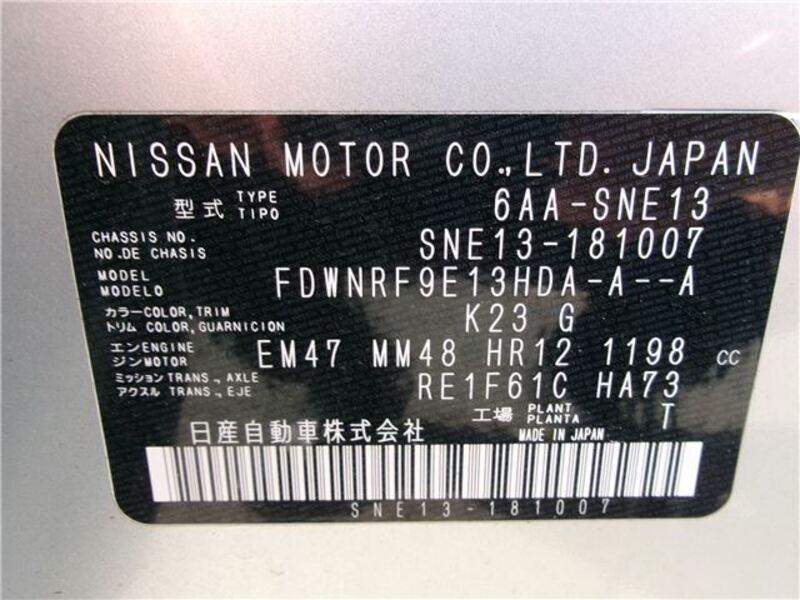 NISSAN MOTOR CO.,LTD. JAPAN
型式 TYPE TIPO 6AA-SNE13
CHASSIS NO. NO.DE CHASIS SNE13-181007
MODEL MODELO FDWNRF9E13HDA-A--A
カラー COLOR,TRIM トリム COLOR,GUARNICION K23 G
エンジン ENGINE MOTOR EM47 MM48 HR12 1198 CC
ミッション TRANS.,AXLE アクスル TRANS.,EJE RE1F61C HA73
工場 PLANT PLANTA T
日産自動車株式会社 MADE IN JAPAN
SNE13-181007